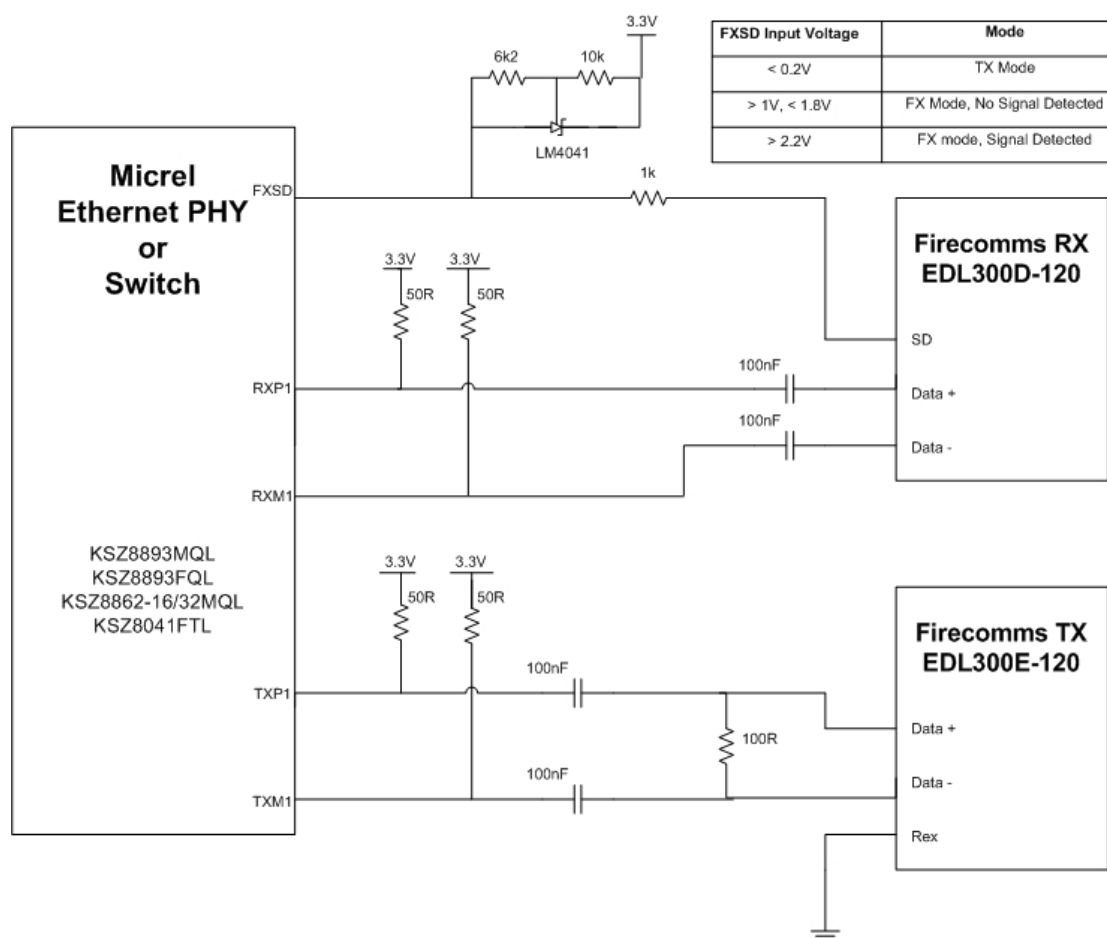 3.3V
6k2
10k
LM4041
1k
FXSD Input Voltage
Mode
< 0.2V
TX Mode
> 1V, < 1.8V
FX Mode, No Signal Detected
> 2.2V
FX mode, Signal Detected
Micrel
Ethernet PHY
or
Switch
FXSD
RXP1
RXM1
KSZ8893MQL
KSZ8893FQL
KSZ8862-16/32MQL
KSZ8041FTL
TXP1
TXM1
3.3V
3.3V
50R
50R
100nF
100nF
Firecomms RX
EDL300D-120
SD
Data +
Data -
3.3V
3.3V
50R
50R
100nF
100nF
100R
Firecomms TX
EDL300E-120
Data +
Data -
Rex